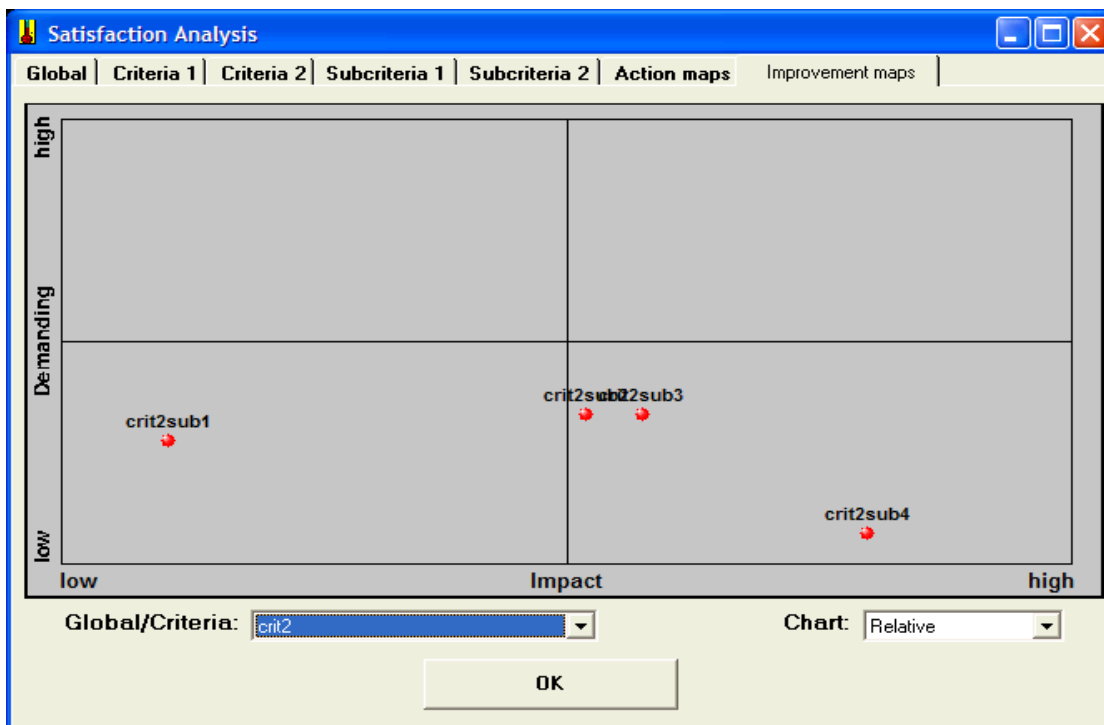 Satisfaction Analysis
Global Criteria 1 Criteria 2 Subcriteria 1 Subcriteria 2 Action maps Improvement maps
high
Demanding
low
crit2sub2 crit2sub3
crit2sub1
crit2sub4
low Impact high
Global/Criteria: crit2 Chart: Relative
OK